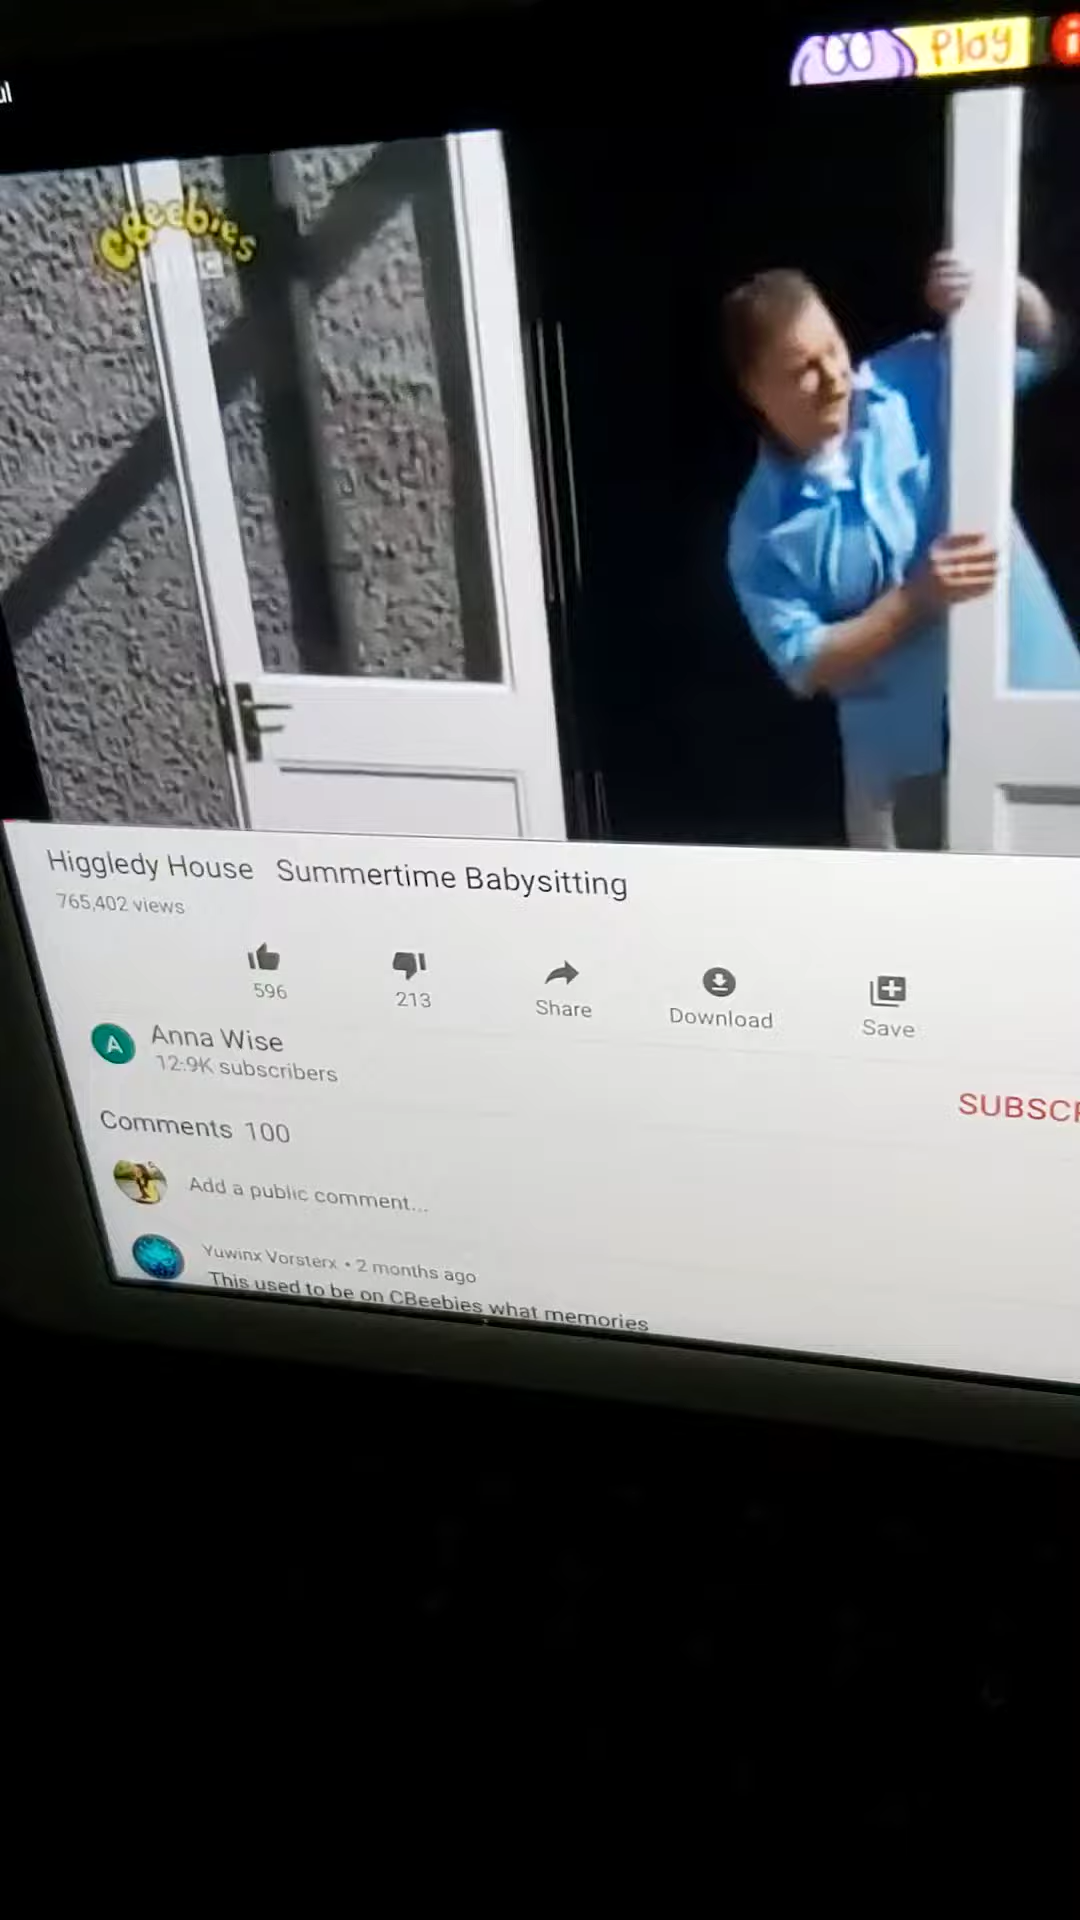 Play
i
CBeebies
Higgledy House Summertime Babysitting
765,402 views
596
213
Share
Download
Save
A
Anna Wise
12.9K subscribers
Comments 100
Add a public comment...
Yuwinx Vorsterx • 2 months ago
This used to be on CBeebies what memories